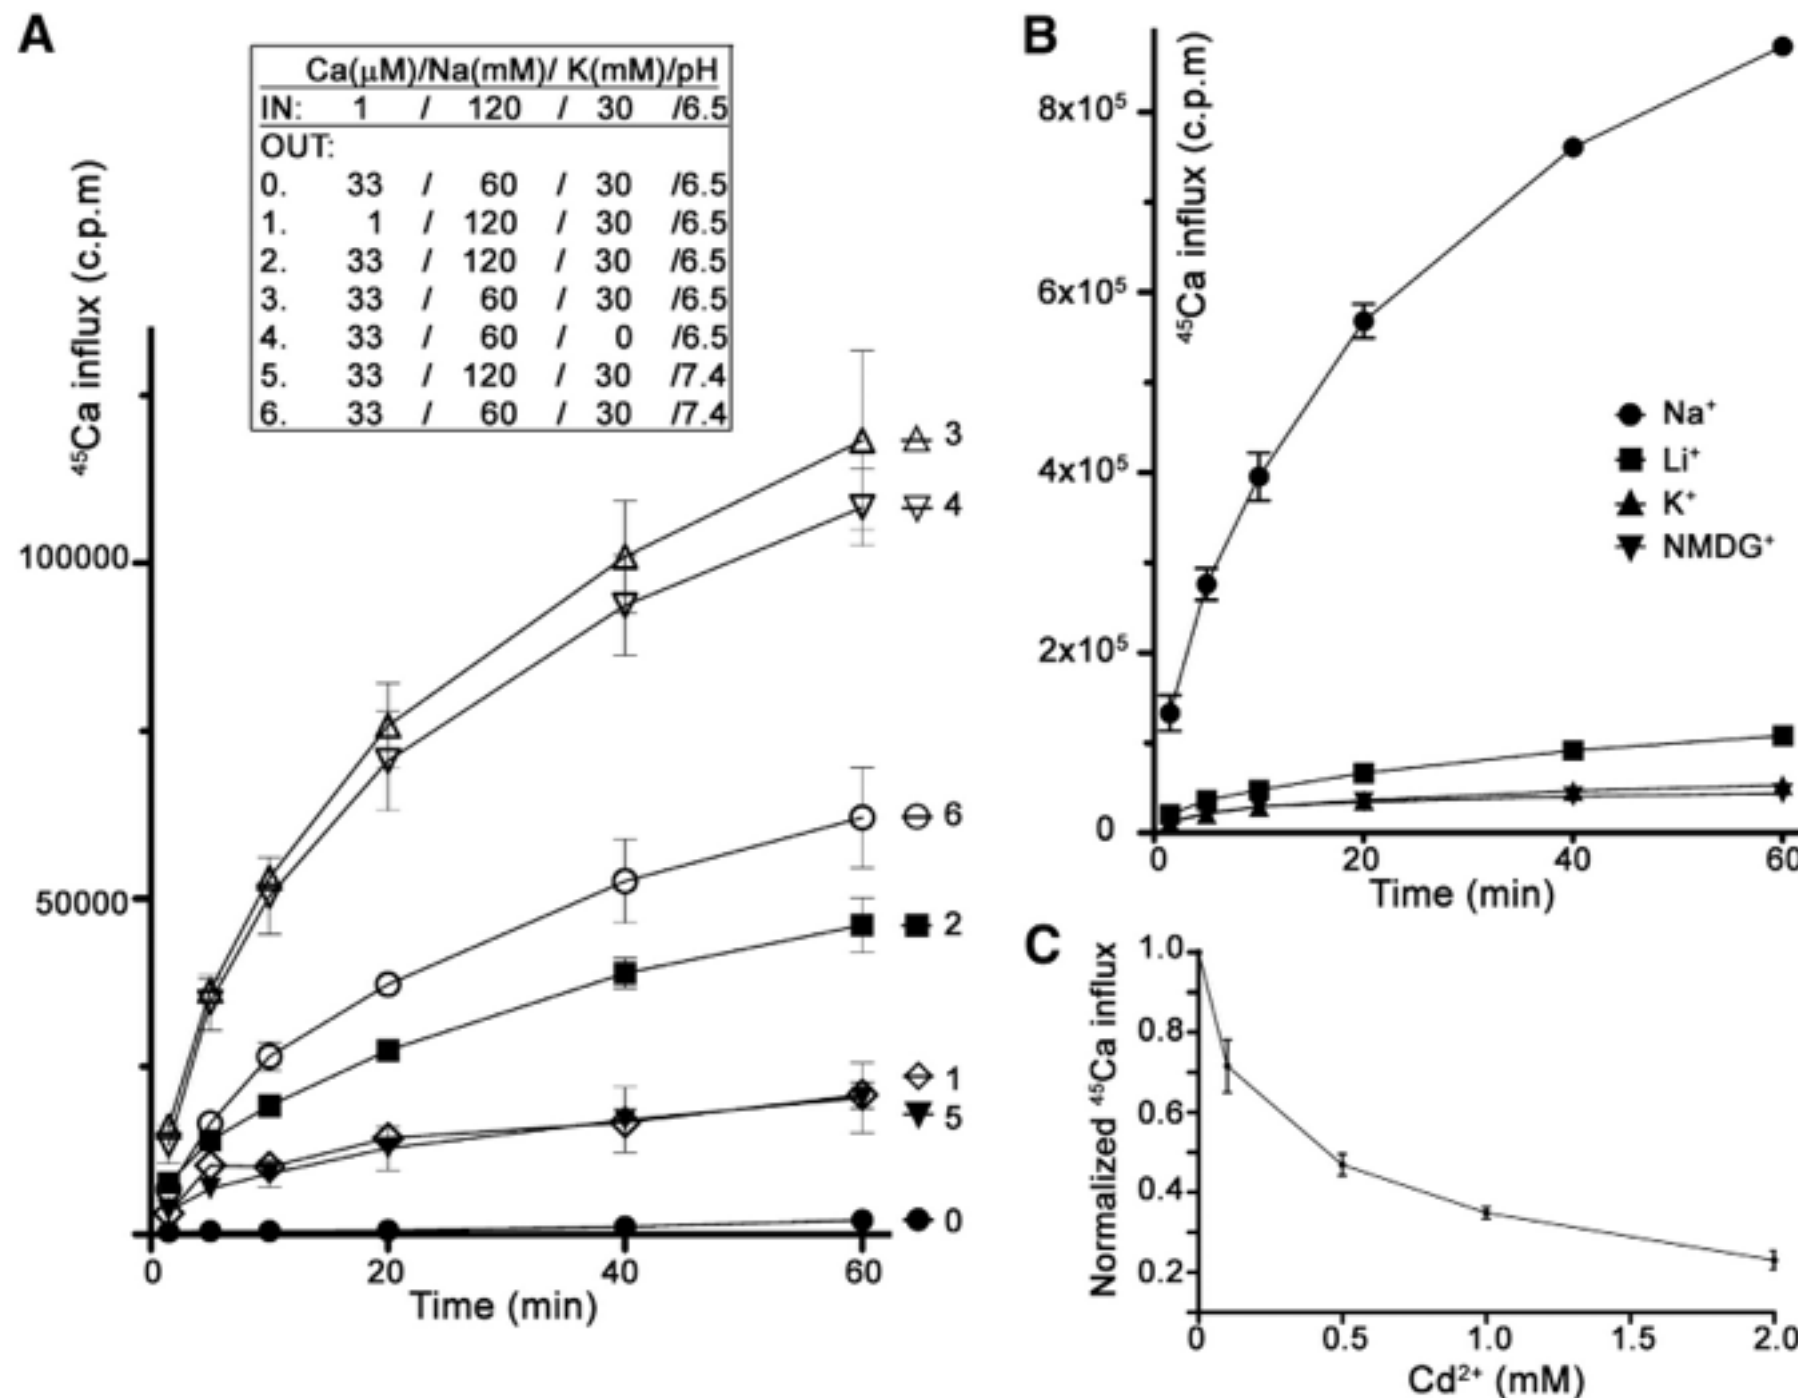 A
Ca(μM)/Na(mM)/ K(mM)/pH
IN: 1 / 120 / 30 /6.5
OUT:
0. 33 / 60 / 30 /6.5
1. 1 / 120 / 30 /6.5
2. 33 / 120 / 30 /6.5
3. 33 / 60 / 30 /6.5
4. 33 / 60 / 0 /6.5
5. 33 / 120 / 30 /7.4
6. 33 / 60 / 30 /7.4
⁴⁵Ca influx (c.p.m)
100000
50000
3
4
6
2
1
5
0
0 20 40 60
Time (min)
B
⁴⁵Ca influx (c.p.m)
8x10⁵
6x10⁵
4x10⁵
2x10⁵
0
Na⁺
Li⁺
K⁺
NMDG⁺
0 20 40 60
Time (min)
C
Normalized ⁴⁵Ca influx
1.0
0.8
0.6
0.4
0.2
0 0.5 1.0 1.5 2.0
Cd²⁺ (mM)